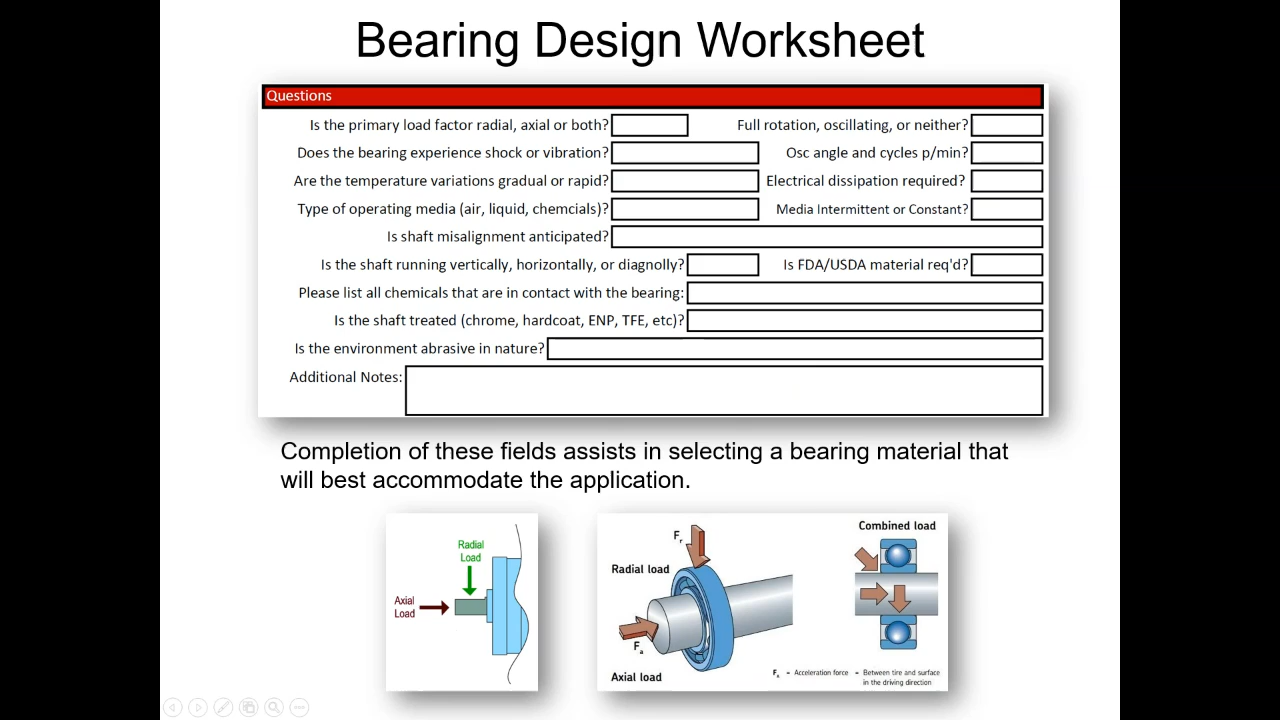 Bearing Design Worksheet
Questions
Is the primary load factor radial, axial or both?
Full rotation, oscillating, or neither?
Does the bearing experience shock or vibration?
Osc angle and cycles p/min?
Are the temperature variations gradual or rapid?
Electrical dissipation required?
Type of operating media (air, liquid, chemcials)?
Media Intermittent or Constant?
Is shaft misalignment anticipated?
Is the shaft running vertically, horizontally, or diagnolly?
Is FDA/USDA material req'd?
Please list all chemicals that are in contact with the bearing:
Is the shaft treated (chrome, hardcoat, ENP, TFE, etc)?
Is the environment abrasive in nature?
Additional Notes:
Completion of these fields assists in selecting a bearing material that
will best accommodate the application.
Radial
Load
Axial
Load
Fr
Radial load
Fa
Axial load
Combined load
Fa = Acceleration force = Between tire and surface
in the driving direction